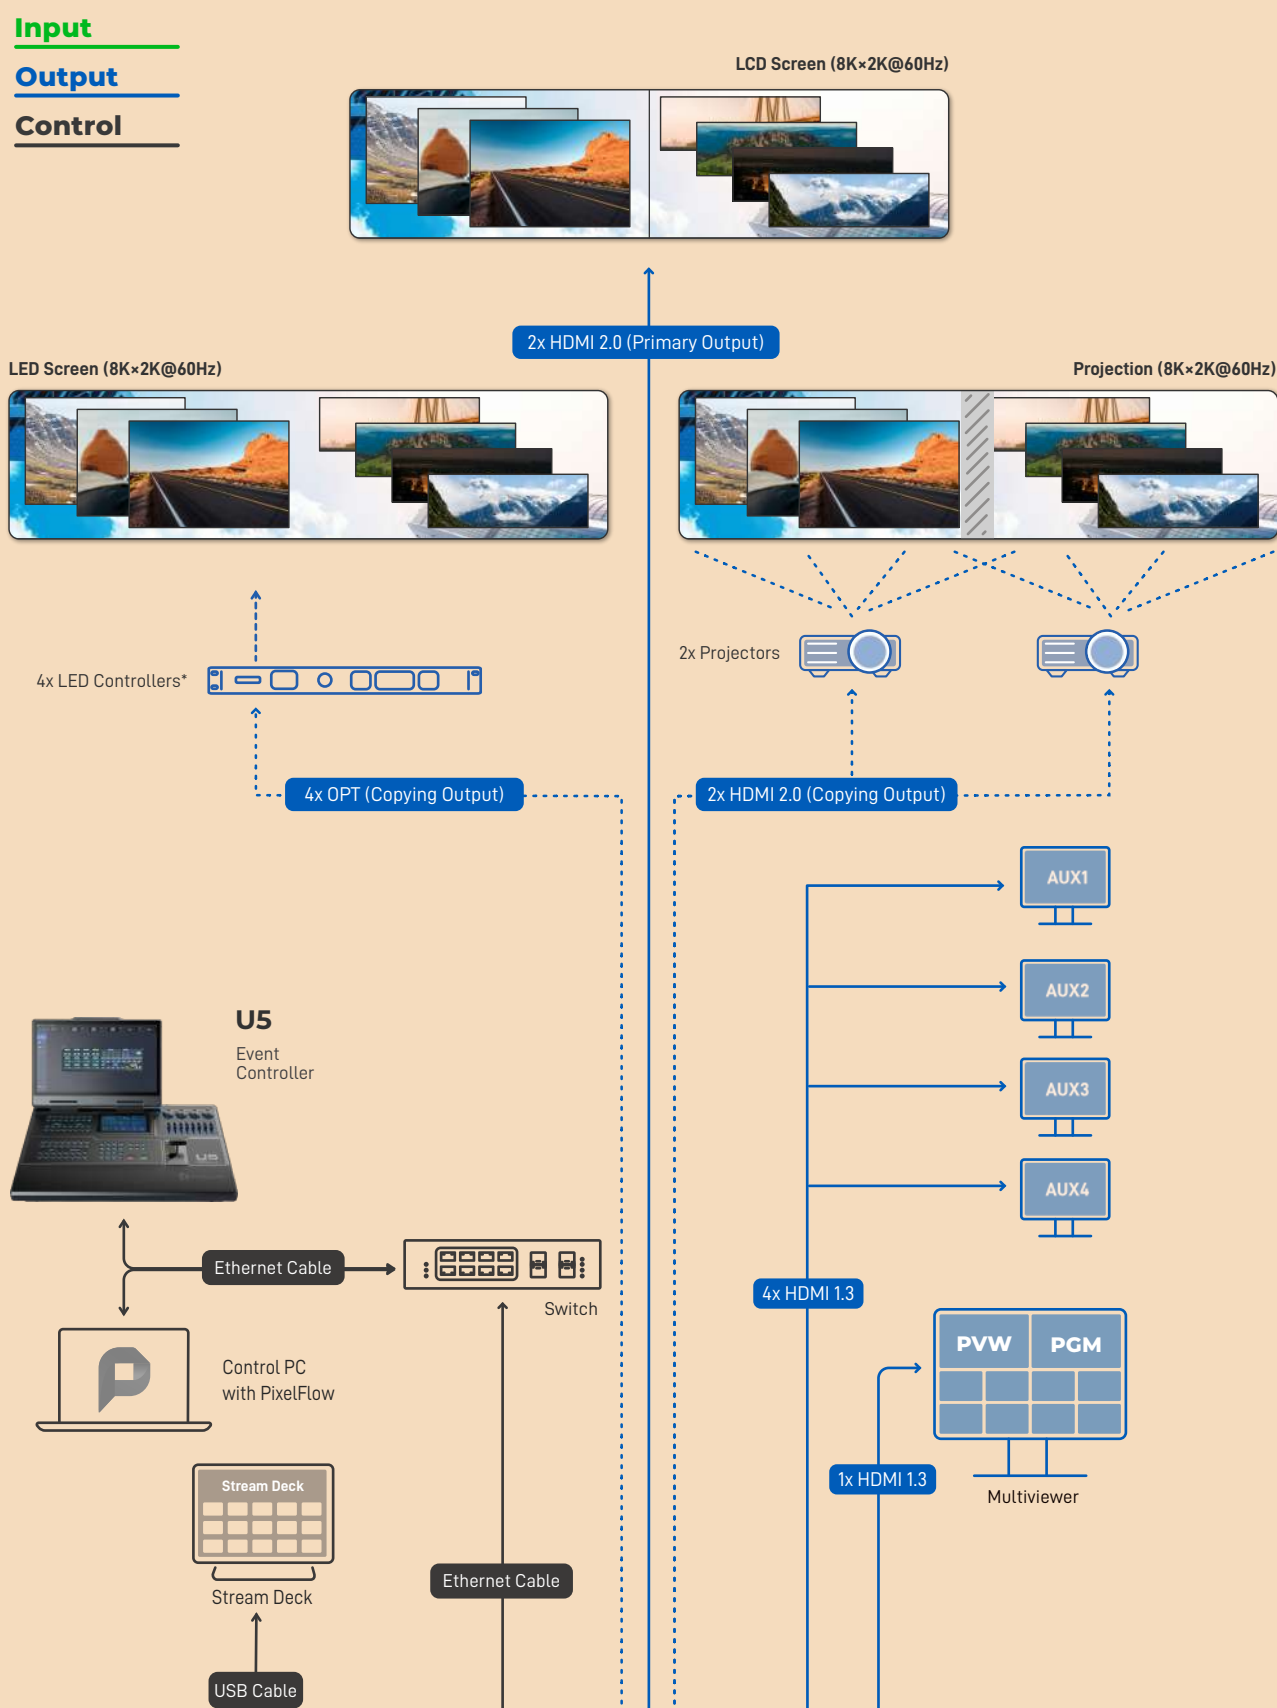 Input
Output
Control
LCD Screen (8K×2K@60Hz)
2x HDMI 2.0 (Primary Output)
LED Screen (8K×2K@60Hz)
Projection (8K×2K@60Hz)
4x LED Controllers*
2x Projectors
4x OPT (Copying Output)
2x HDMI 2.0 (Copying Output)
AUX1
AUX2
AUX3
AUX4
U5
Event
Controller
U5
Ethernet Cable
Switch
4x HDMI 1.3
PVW
PGM
Control PC
with PixelFlow
1x HDMI 1.3
Multiviewer
Stream Deck
Stream Deck
Ethernet Cable
USB Cable